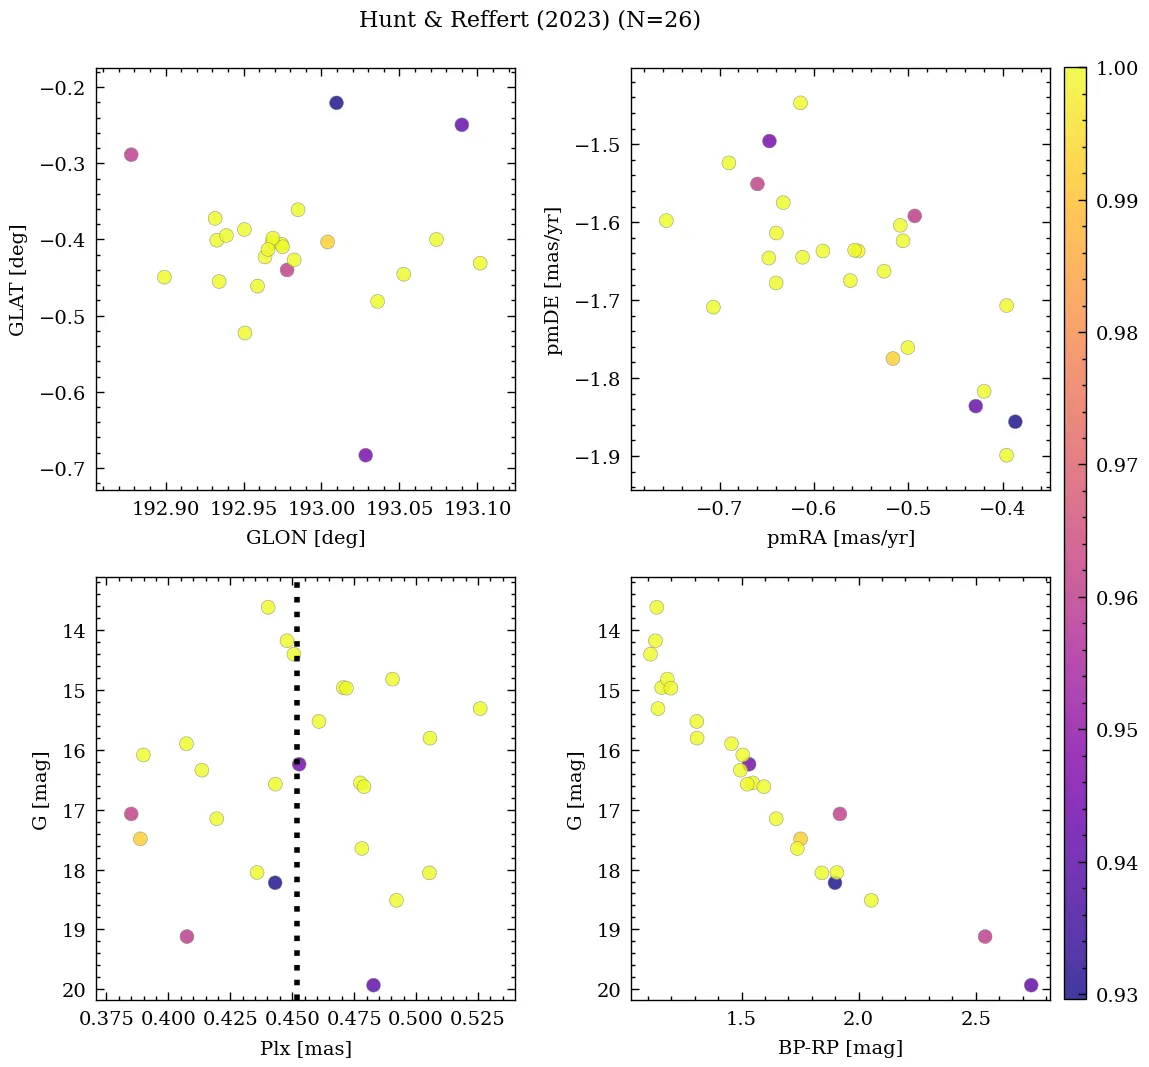 Hunt & Reffert (2023) (N=26)
−0.2
−0.3
−0.4
−0.5
−0.6
−0.7
GLAT [deg]
192.90 192.95 193.00 193.05 193.10
GLON [deg]
−1.5
−1.6
−1.7
−1.8
−1.9
pmDE [mas/yr]
−0.7 −0.6 −0.5 −0.4
pmRA [mas/yr]
14
15
16
17
18
19
20
G [mag]
0.375 0.400 0.425 0.450 0.475 0.500 0.525
Plx [mas]
14
15
16
17
18
19
20
G [mag]
1.5 2.0 2.5
BP-RP [mag]
1.00
0.99
0.98
0.97
0.96
0.95
0.94
0.93